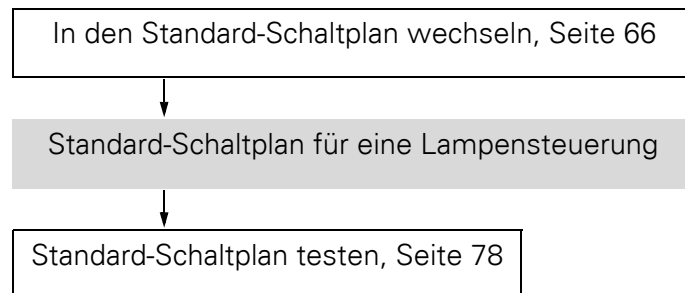 In den Standard-Schaltplan wechseln, Seite 66
Standard-Schaltplan für eine Lampensteuerung
Standard-Schaltplan testen, Seite 78